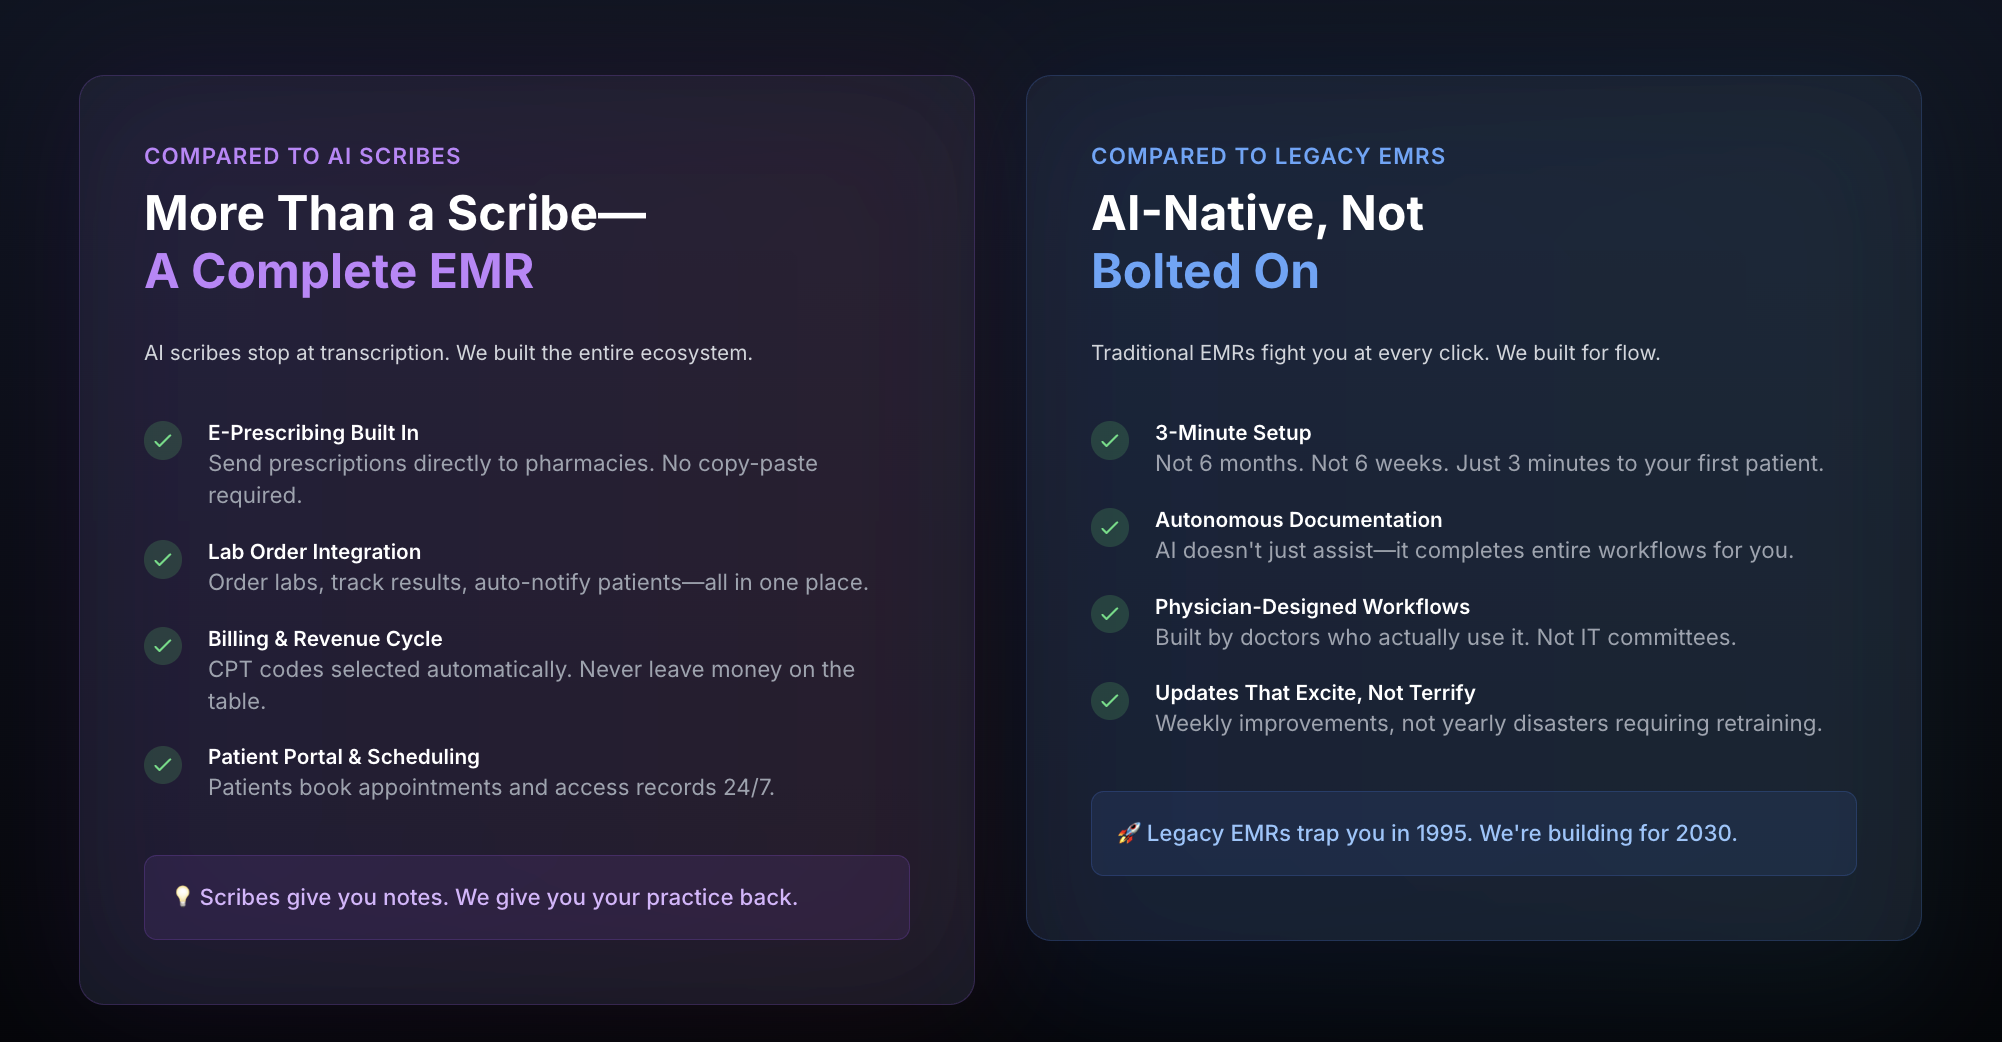 COMPARED TO AI SCRIBES
More Than a Scribe—
A Complete EMR
AI scribes stop at transcription. We built the entire ecosystem.
E-Prescribing Built In
Send prescriptions directly to pharmacies. No copy-paste
required.
Lab Order Integration
Order labs, track results, auto-notify patients—all in one place.
Billing & Revenue Cycle
CPT codes selected automatically. Never leave money on the
table.
Patient Portal & Scheduling
Patients book appointments and access records 24/7.
💡 Scribes give you notes. We give you your practice back.
COMPARED TO LEGACY EMRS
AI-Native, Not
Bolted On
Traditional EMRs fight you at every click. We built for flow.
3-Minute Setup
Not 6 months. Not 6 weeks. Just 3 minutes to your first patient.
Autonomous Documentation
AI doesn't just assist—it completes entire workflows for you.
Physician-Designed Workflows
Built by doctors who actually use it. Not IT committees.
Updates That Excite, Not Terrify
Weekly improvements, not yearly disasters requiring retraining.
🚀 Legacy EMRs trap you in 1995. We're building for 2030.